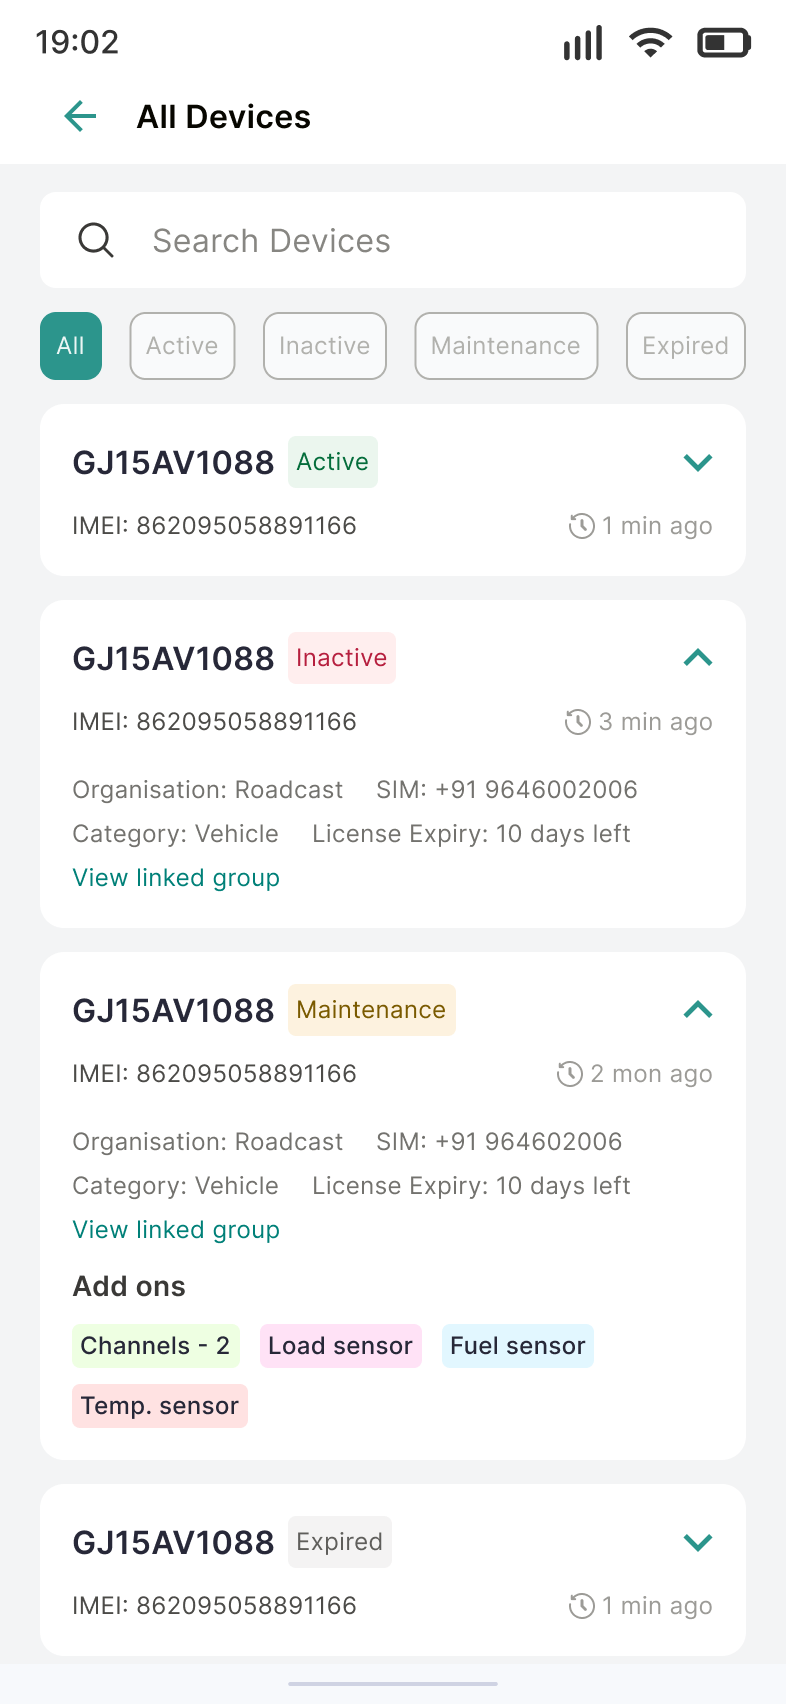 19:02
All Devices
Search Devices
All Active Inactive Maintenance Expired
GJ15AV1088 Active
IMEI: 862095058891166 1 min ago
GJ15AV1088 Inactive
IMEI: 862095058891166 3 min ago
Organisation: Roadcast SIM: +91 9646002006
Category: Vehicle License Expiry: 10 days left
View linked group
GJ15AV1088 Maintenance
IMEI: 862095058891166 2 mon ago
Organisation: Roadcast SIM: +91 964602006
Category: Vehicle License Expiry: 10 days left
View linked group
Add ons
Channels - 2 Load sensor Fuel sensor
Temp. sensor
GJ15AV1088 Expired
IMEI: 862095058891166 1 min ago